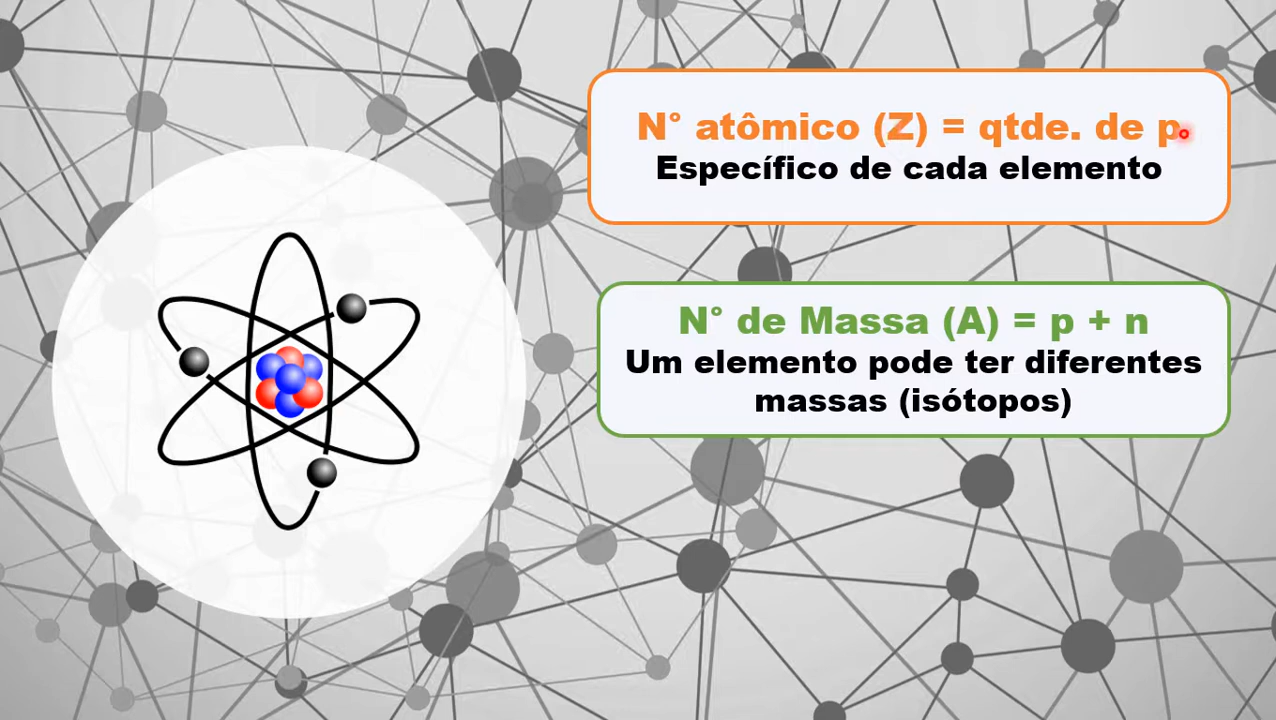 N° atômico (Z) = qtde. de p
Específico de cada elemento
N° de Massa (A) = p + n
Um elemento pode ter diferentes
massas (isótopos)